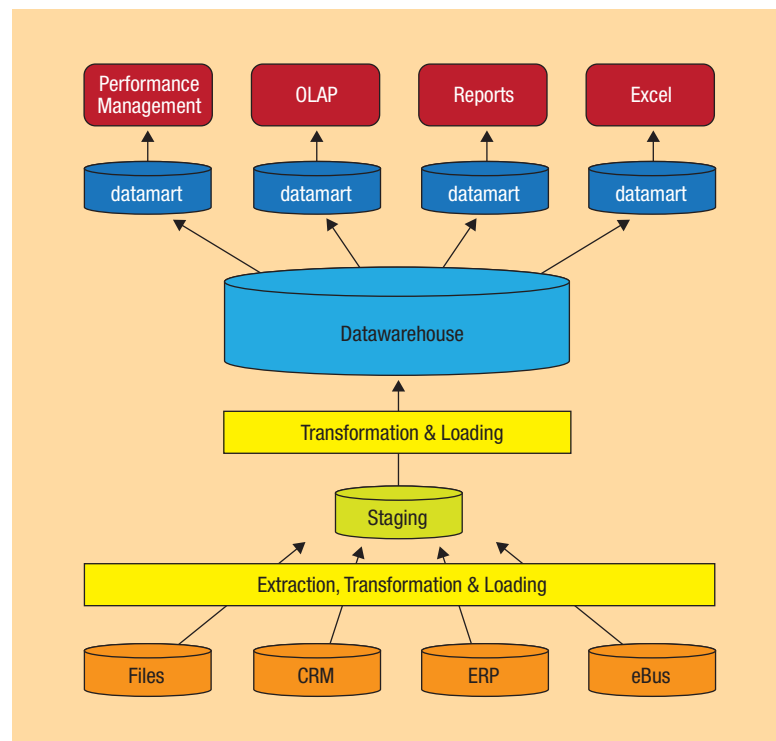 Performance
Management
OLAP
Reports
Excel
datamart
datamart
datamart
datamart
Datawarehouse
Transformation & Loading
Staging
Extraction, Transformation & Loading
Files
CRM
ERP
eBus